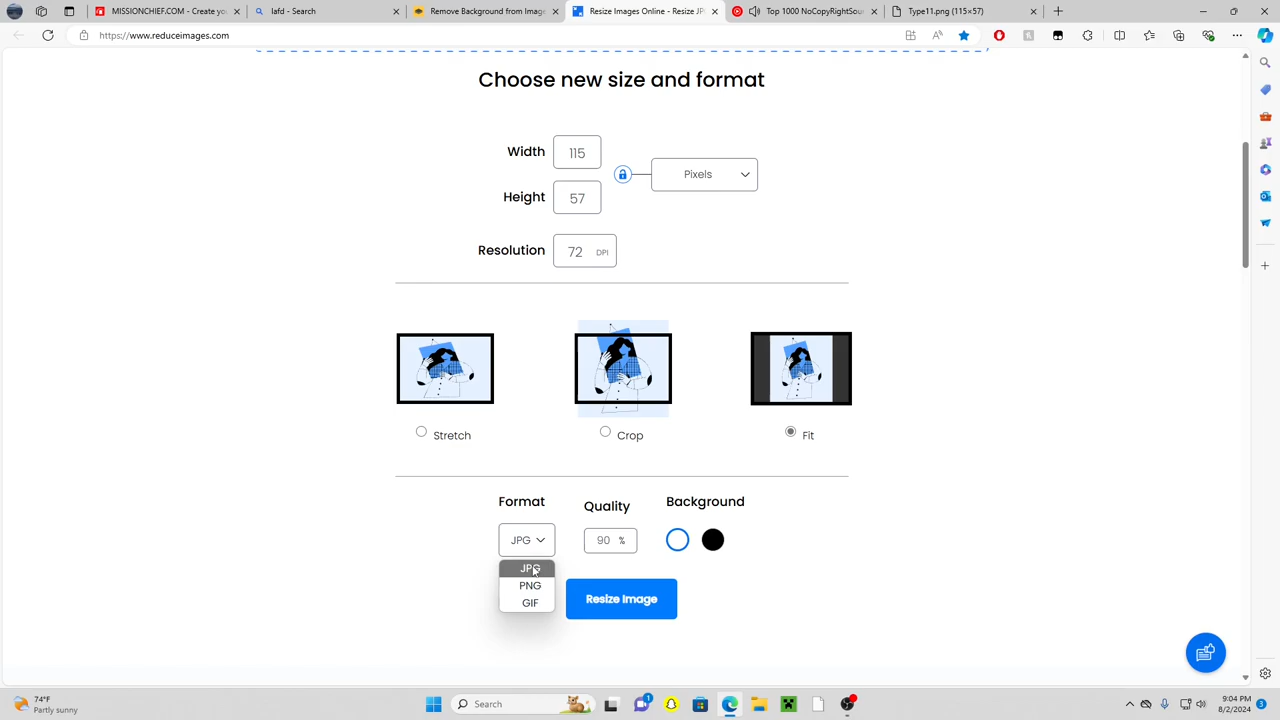 MISSIONCHIEF.COM - Create yo
lafd - Search
Remove Background from Image
Resize Images Online - Resize JP
Top 1000 NoCopyRightSou
Type11.png (115×57)
https://www.reduceimages.com
Choose new size and format
Width
115
Pixels
Height
57
Resolution
72 DPI
Stretch
Crop
Fit
Format
Quality
Background
JPG
90 %
JPG
PNG
GIF
Resize Image
74°F
Partly sunny
Search
1
9:04 PM
8/2/2024
3